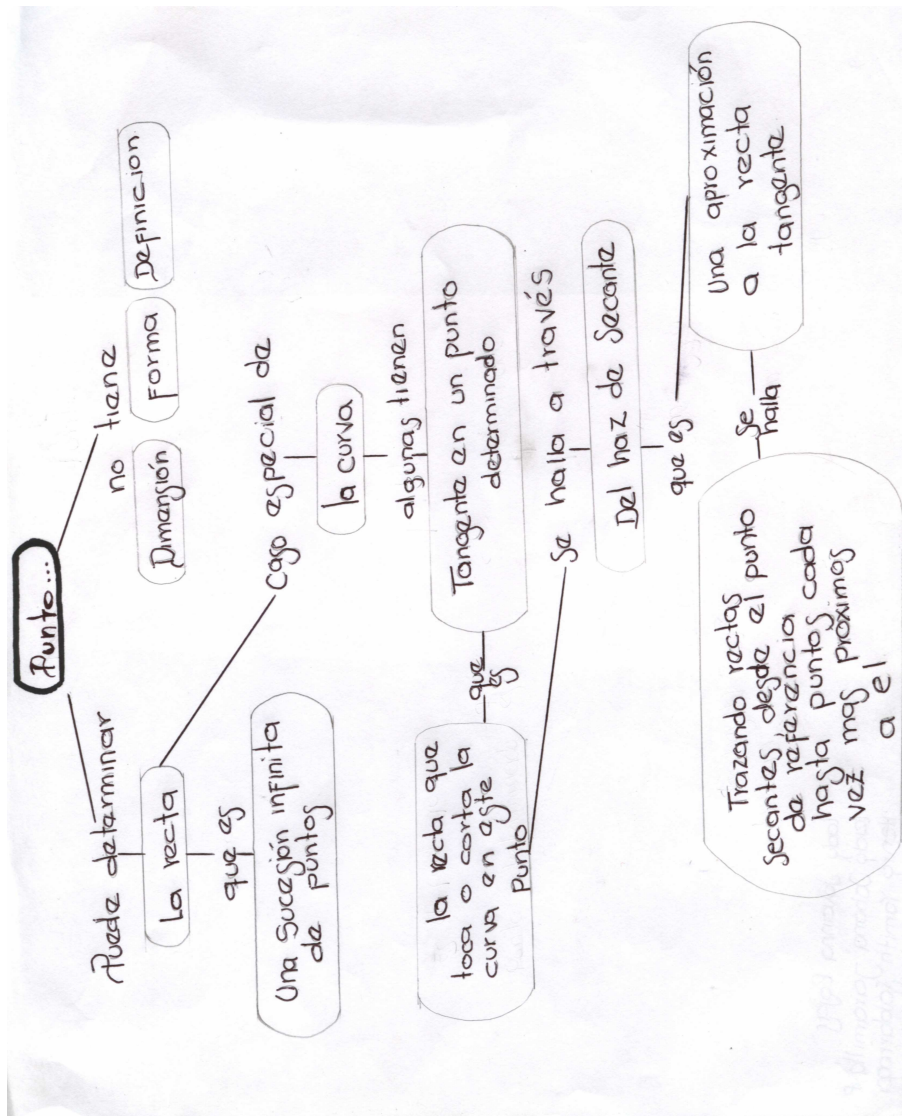 Punto...
Puede determinar
no
tiene
Dimensión
Forma
Definicion
La recta
que es
Una sucesión infinita
de puntos
Caso especial de
la curva
algunas tienen
Tangente en un punto
determinado
que
es
la recta que
toca o corta la
curva en este
Punto
Se halla a través
Del haz de Secante
que es
Una aproximación
a la recta
tangente
Se
halla
Trazando rectas
Secantes desde el punto
de referencia
hasta puntos cada
vez mas próximos
a el